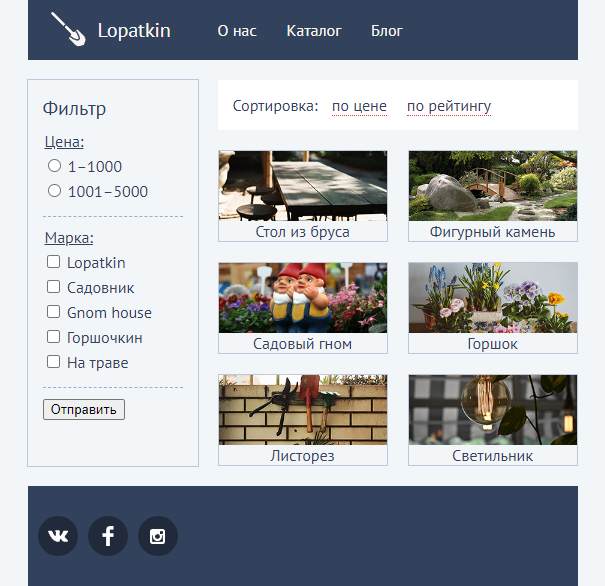 Lopatkin О нас Каталог Блог
Фильтр
Цена:
1–1000
1001–5000
Марка:
Lopatkin
Садовник
Gnom house
Горшочкин
На траве
Отправить
Сортировка: по цене по рейтингу
Стол из бруса
Фигурный камень
Садовый гном
Горшок
Листорез
Светильник